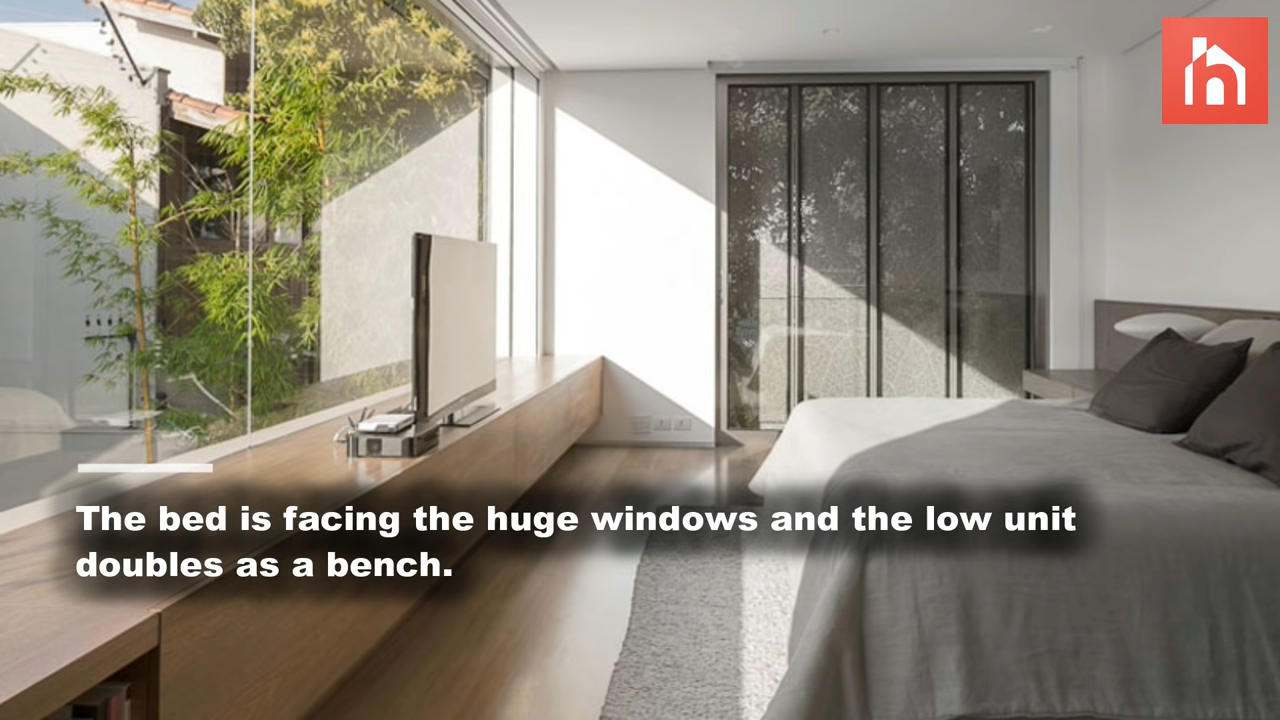 The bed is facing the huge windows and the low unit
doubles as a bench.